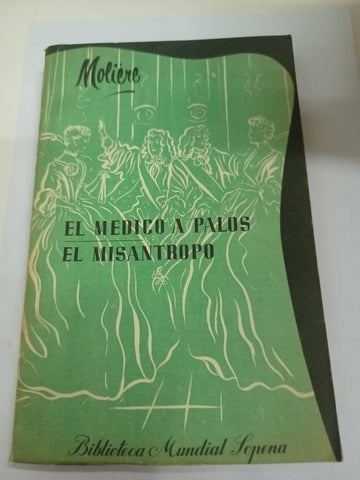 Molière
EL MEDICO A PALOS
EL MISANTROPO
Biblioteca Mundial Sopena